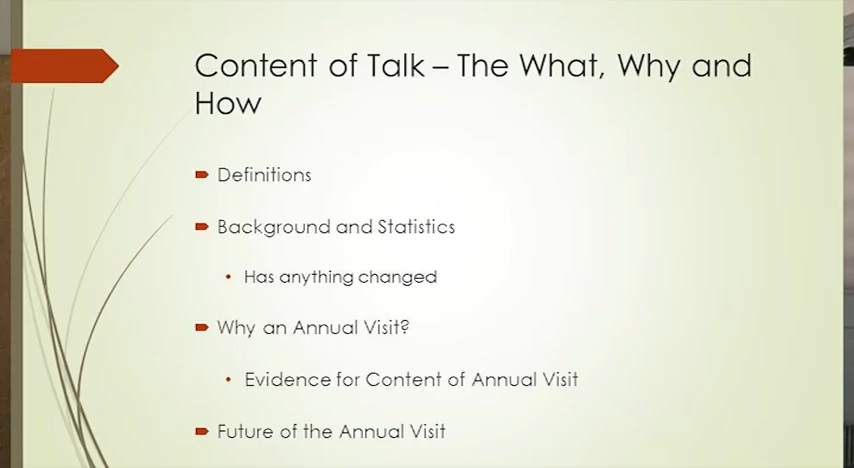 Content of Talk – The What, Why and
How
Definitions
Background and Statistics
Has anything changed
Why an Annual Visit?
Evidence for Content of Annual Visit
Future of the Annual Visit